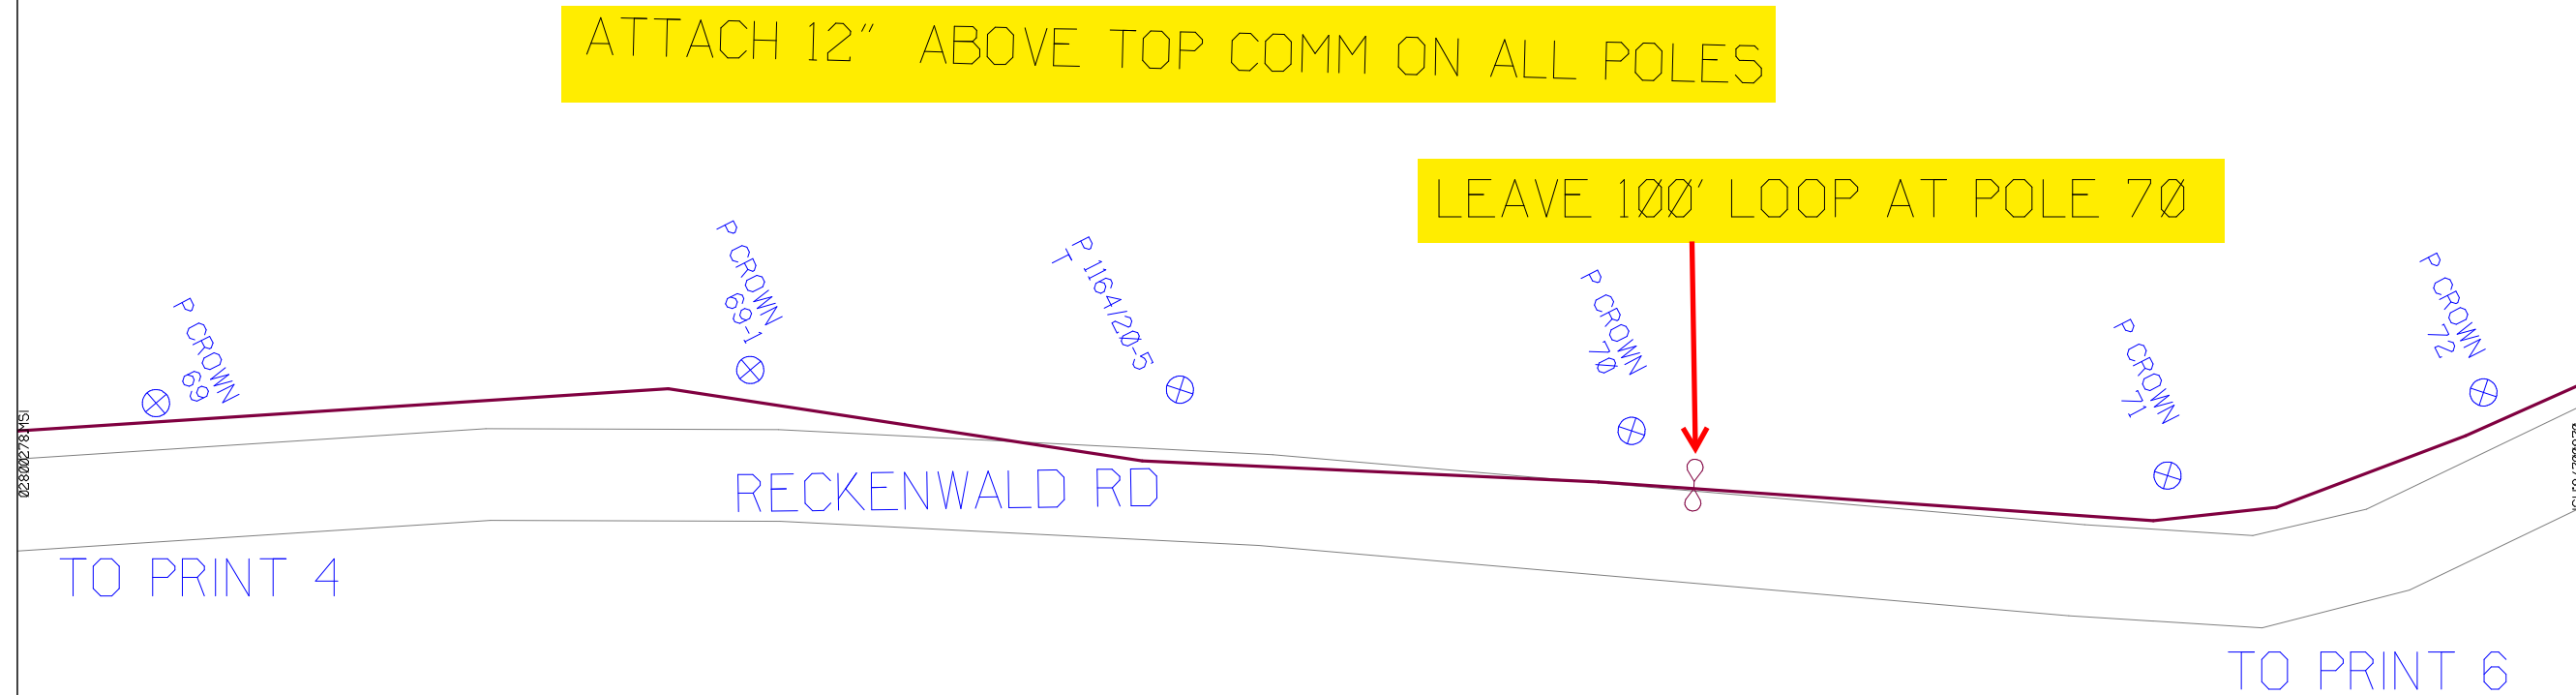 ATTACH 12" ABOVE TOP COMM ON ALL POLES
LEAVE 100' LOOP AT POLE 70
P CROWN
69
P CROWN
69-1
P 1164/20-5
T
P CROWN
70
P CROWN
71
P CROWN
72
RECKENWALD RD
TO PRINT 4
TO PRINT 6